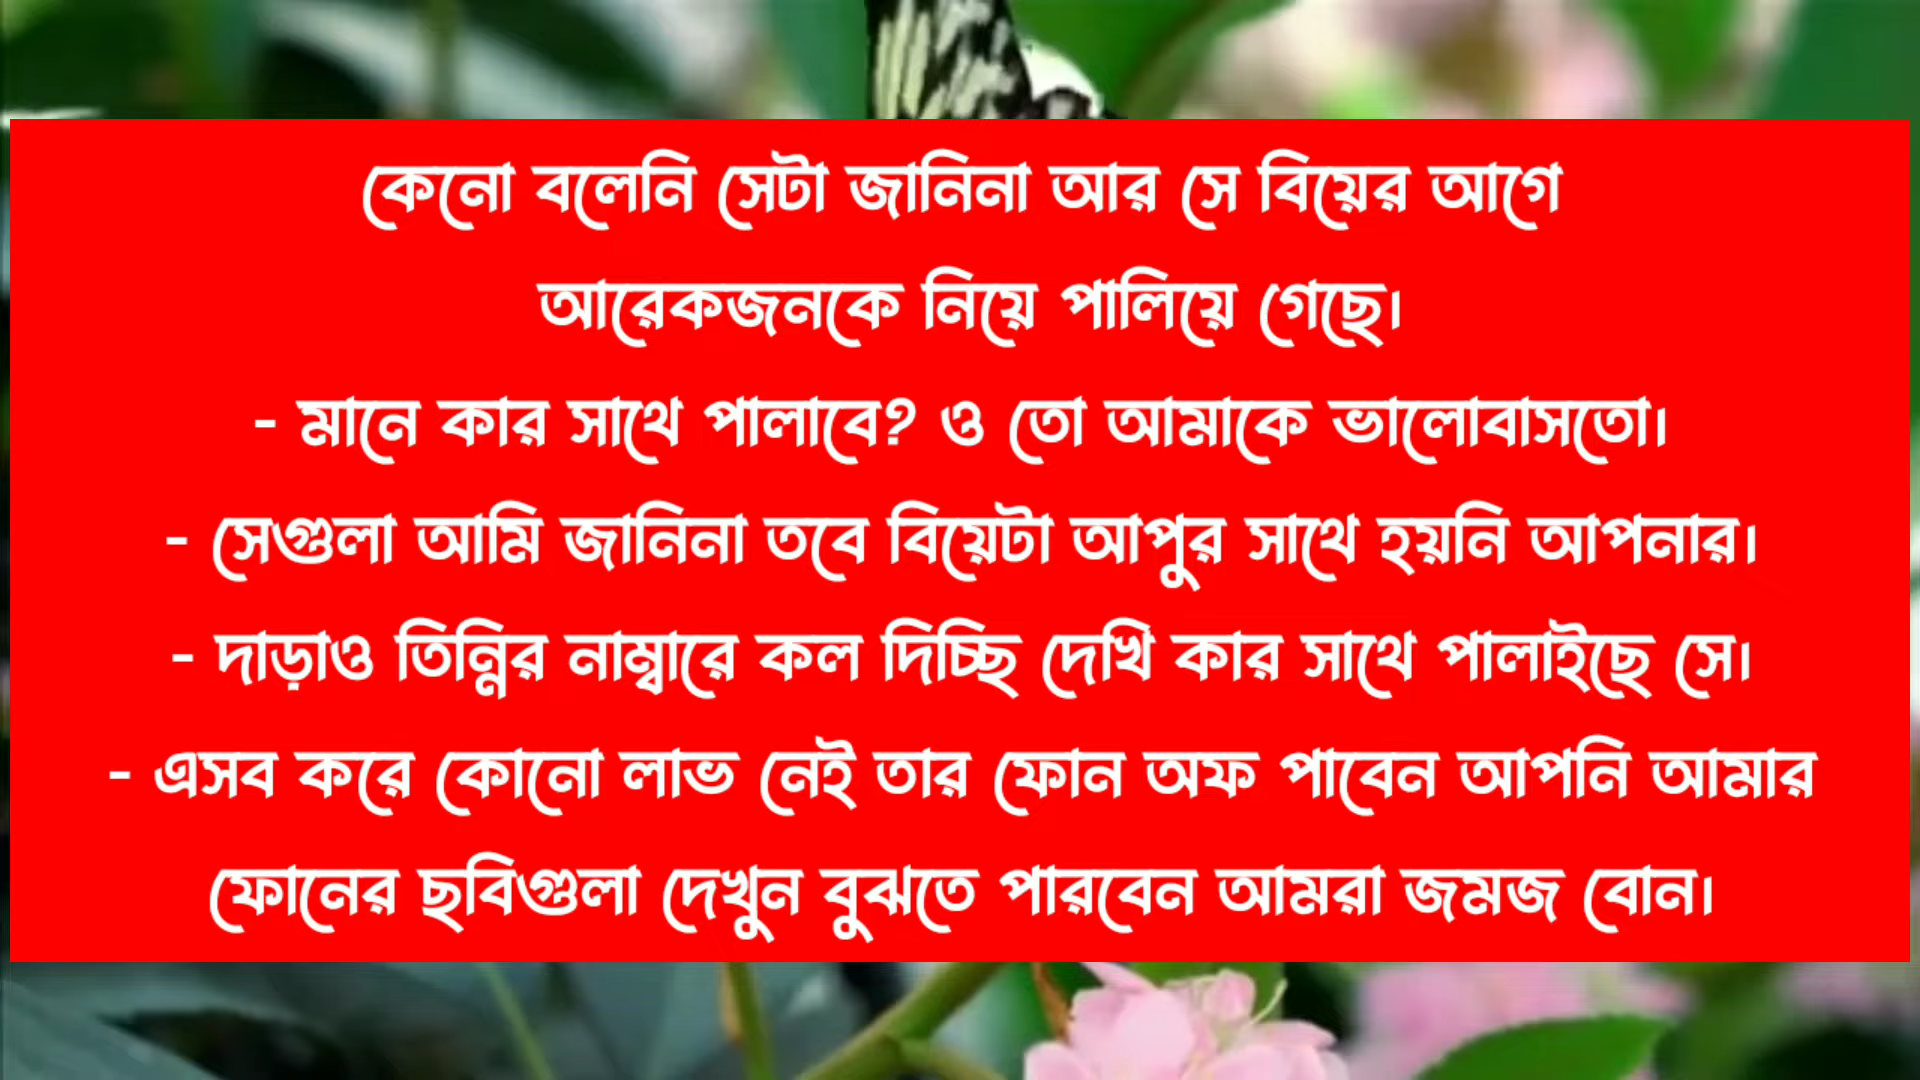 কেনো বলেনি সেটা জানিনা আর সে বিয়ের আগে
আরেকজনকে নিয়ে পালিয়ে গেছে।
- মানে কার সাথে পালাবে? ও তো আমাকে ভালোবাসতো।
- সেগুলা আমি জানিনা তবে বিয়েটা আপুর সাথে হয়নি আপনার।
- দাড়াও তিন্নির নাম্বারে কল দিচ্ছি দেখি কার সাথে পালাইছে সে।
- এসব করে কোনো লাভ নেই তার ফোন অফ পাবেন আপনি আমার
ফোনের ছবিগুলা দেখুন বুঝতে পারবেন আমরা জমজ বোন।